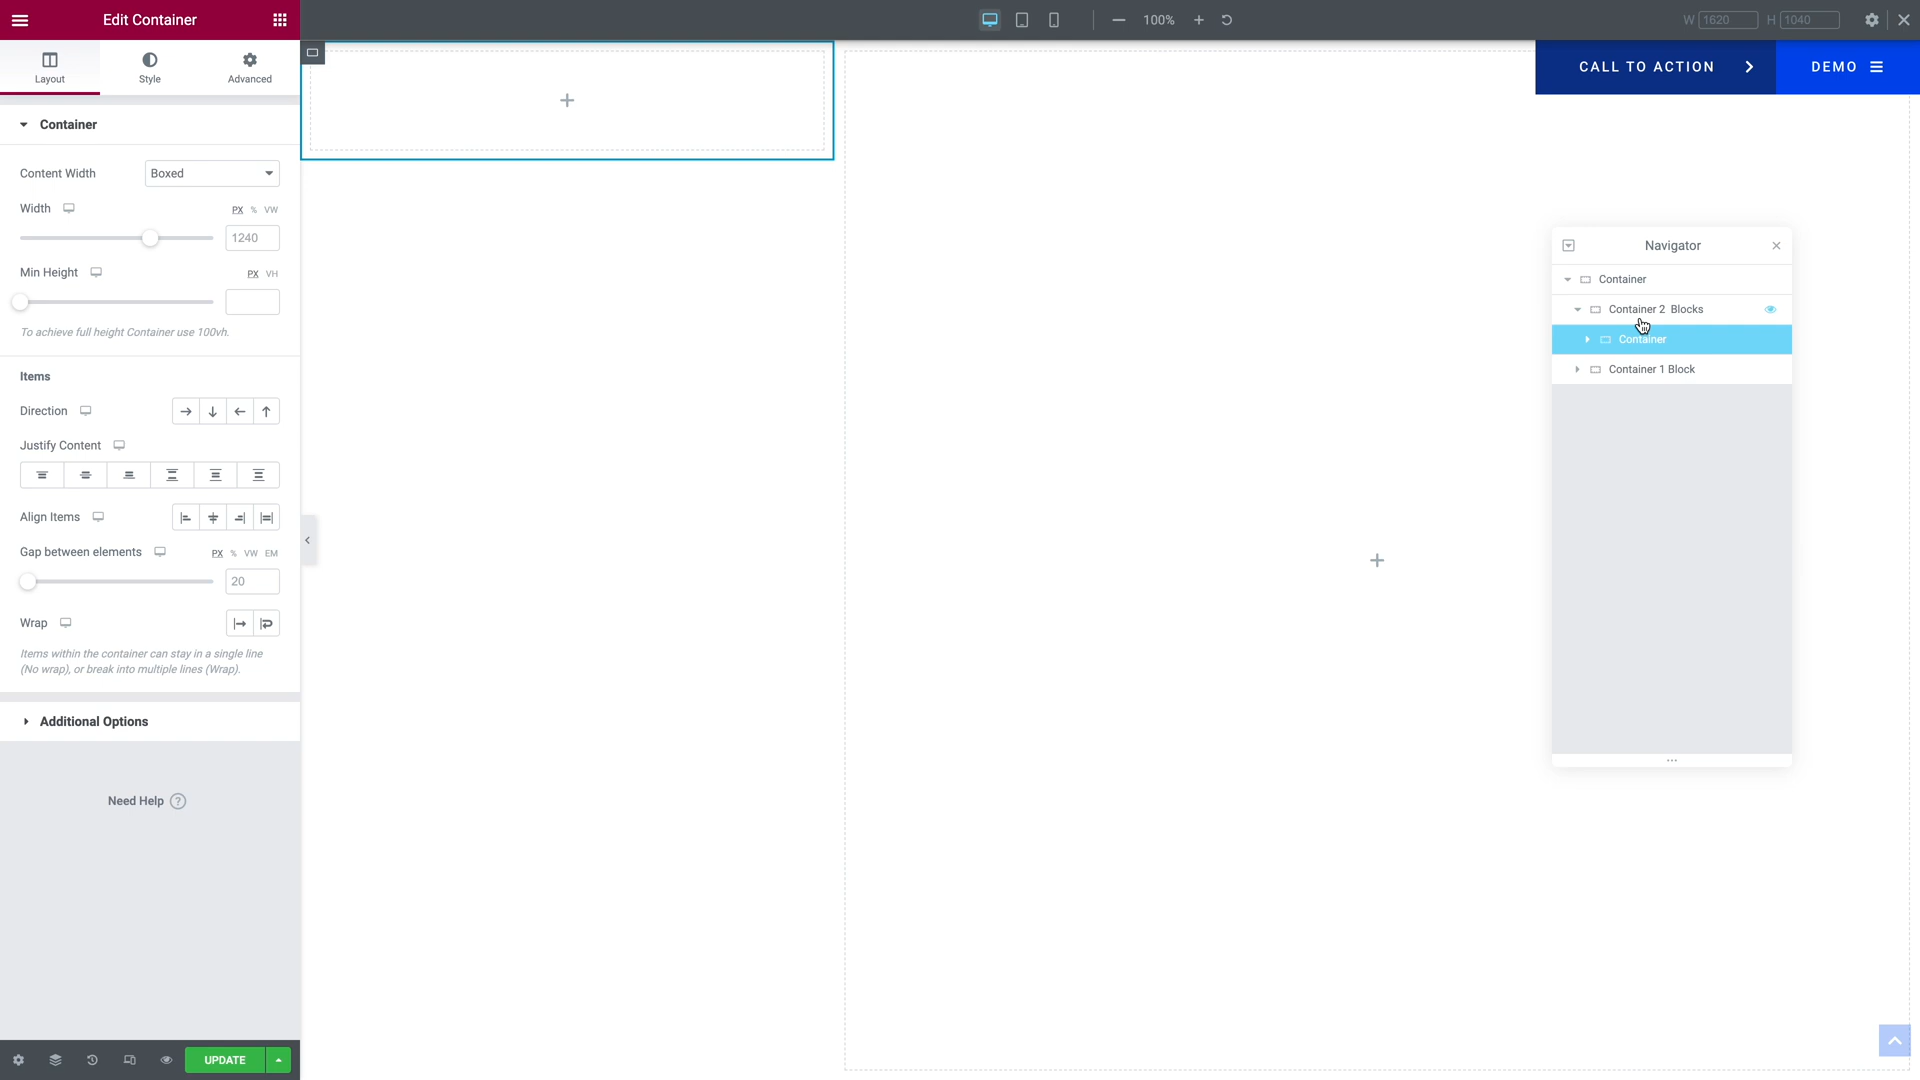 Edit Container
100%
W 1620 H 1040
Layout
Style
Advanced
CALL TO ACTION
DEMO
Container
Content Width
Boxed
Width
PX % VW
1240
Min Height
PX VH
To achieve full height Container use 100vh.
Items
Direction
Justify Content
Align Items
Gap between elements
PX % VW EM
20
Wrap
Items within the container can stay in a single line
(No wrap), or break into multiple lines (Wrap).
Additional Options
Need Help ?
UPDATE
Navigator
Container
Container 2 Blocks
Container
Container 1 Block